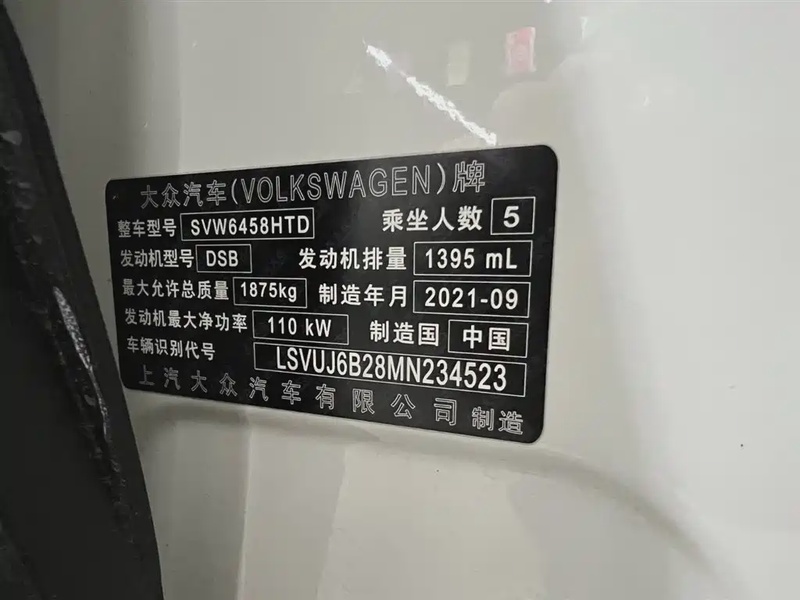 大众汽车(VOLKSWAGEN)牌
整车型号 SVW6458HTD 乘坐人数 5
发动机型号 DSB 发动机排量 1395 mL
最大允许总质量 1875kg 制造年月 2021-09
发动机最大净功率 110 kW 制造国 中国
车辆识别代号 LSVUJ6B28MN234523
上汽大众汽车有限公司制造